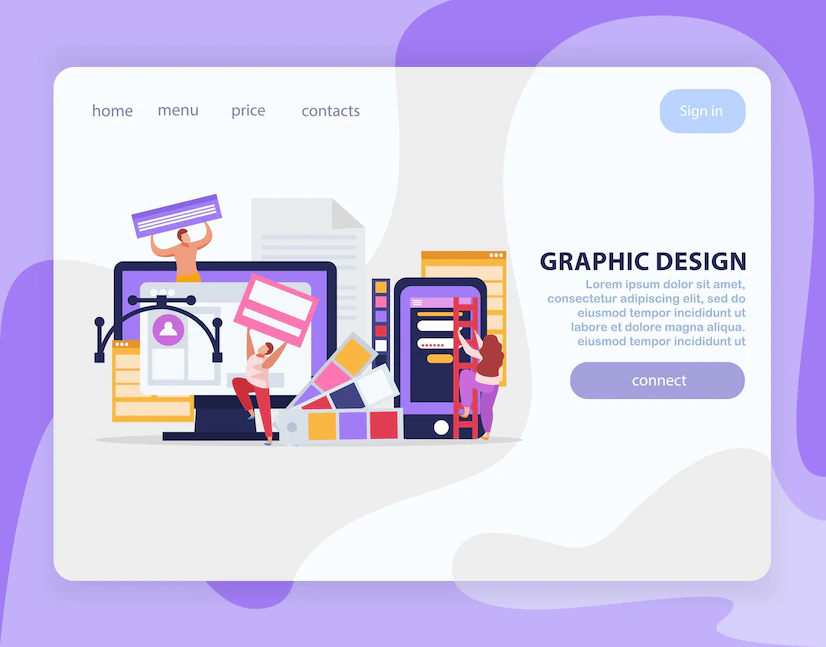 home menu price contacts Sign in
GRAPHIC DESIGN
Lorem ipsum dolor sit amet,
consectetur adipiscing elit, sed do
eiusmod tempor incididunt ut
labore et dolore magna aliqua.
eiusmod tempor incididunt ut
connect